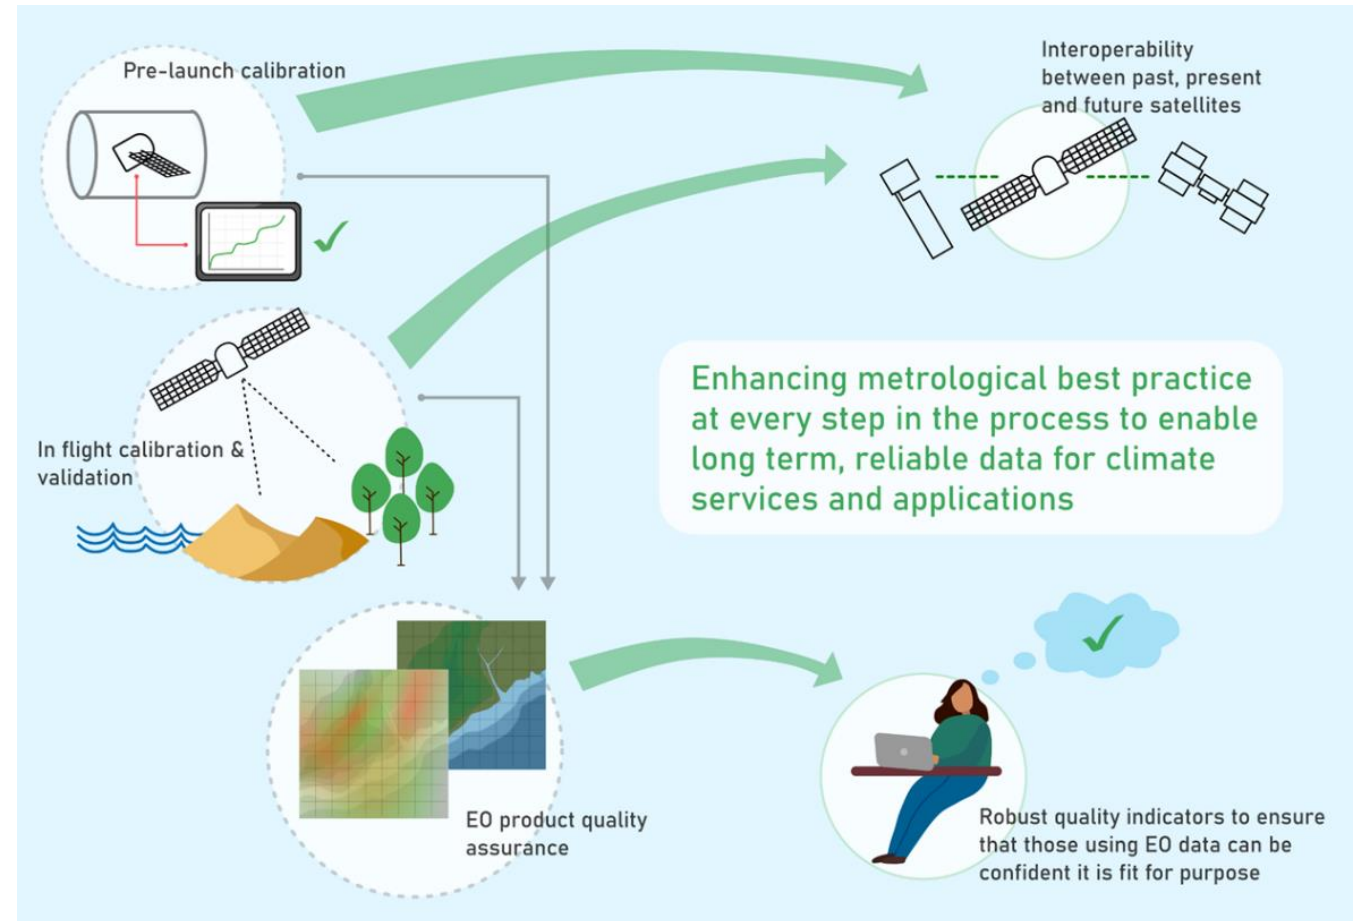 Pre-launch calibration
Interoperability
between past, present
and future satellites
Enhancing metrological best practice
at every step in the process to enable
long term, reliable data for climate
services and applications
In flight calibration &
validation
EO product quality
assurance
Robust quality indicators to ensure
that those using EO data can be
confident it is fit for purpose